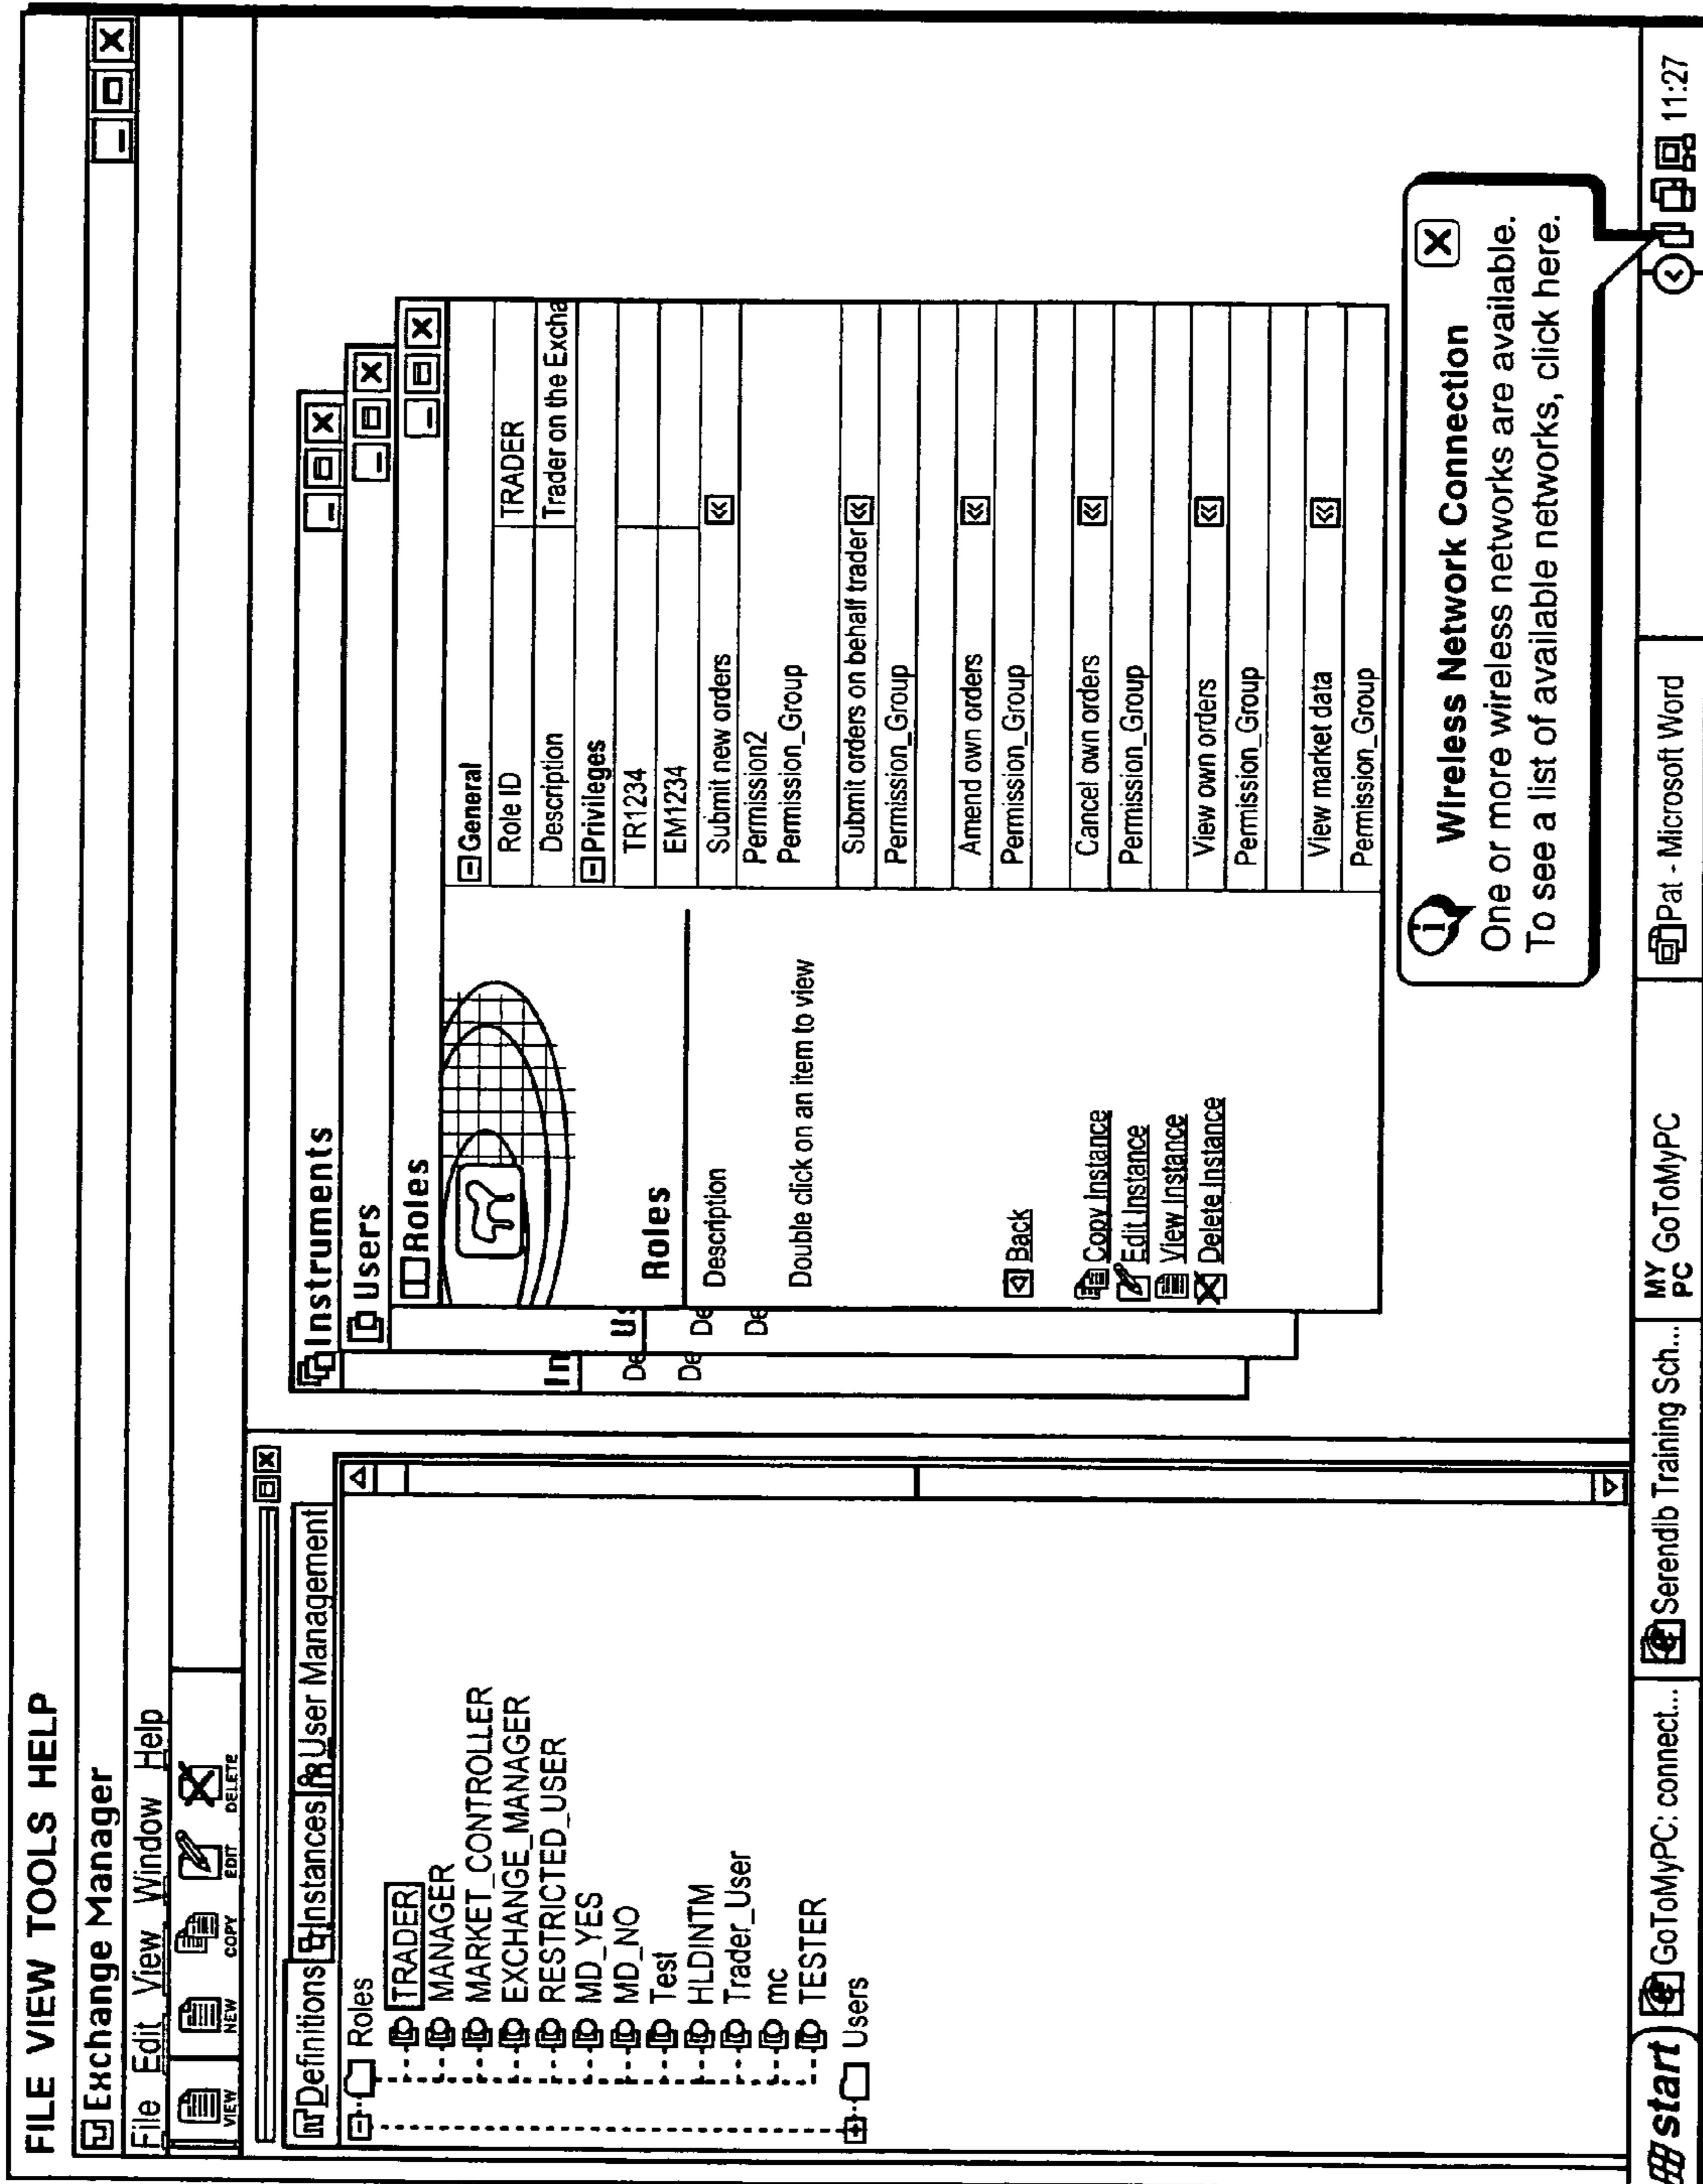 FILE VIEW TOOLS HELP
Exchange Manager
File Edit View Window Help
VIEW NEW COPY EDIT DELETE
Definitions Instances User Management
Roles
TRADER
MANAGER
MARKET_CONTROLLER
EXCHANGE_MANAGER
RESTRICTED_USER
MD_YES
MD_NO
Test
HLDINTM
Trader_User
mc
TESTER
Users
Instruments
In
De
De
Users
Us
De
De
Roles
Roles
Description
Double click on an item to view
Back
Copy Instance
Edit Instance
View Instance
Delete Instance
General
Role ID TRADER
Description Trader on the Excha
Privileges
TR1234
EM1234
Submit new orders
Permission2
Permission_Group
Submit orders on behalf trader
Permission_Group
Amend own orders
Permission_Group
Cancel own orders
Permission_Group
View own orders
Permission_Group
View market data
Permission_Group
Wireless Network Connection
One or more wireless networks are available.
To see a list of available networks, click here.
start GoToMyPC: connect... Serendib Training Sch... MY PC GoToMyPC Pat - Microsoft Word 11:27